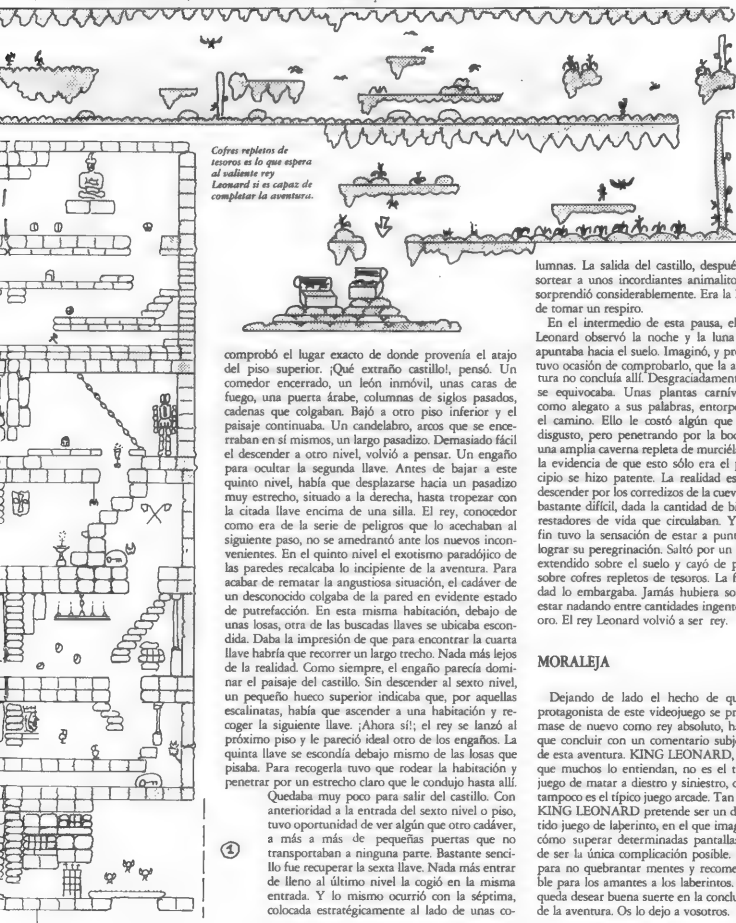 Cofres repletos de
tesoros es lo que espera
al valiente rey
Leonard si es capaz de
completar la aventura.
comprobó el lugar exacto de donde provenía el atajo
del piso superior. ¡Qué extraño castillo!, pensó. Un
comedor encerrado, un león inmóvil, unas caras de
fuego, una puerta árabe, columnas de siglos pasados,
cadenas que colgaban. Bajó a otro piso inferior y el
paisaje continuaba. Un candelabro, arcos que se ence-
rraban en sí mismos, un largo pasadizo. Demasiado fácil
el descender a otro nivel, volvió a pensar. Un engaño
para ocultar la segunda llave. Antes de bajar a este
quinto nivel, había que desplazarse hacia un pasadizo
muy estrecho, situado a la derecha, hasta tropezar con
la citada llave encima de una silla. El rey, conocedor
como era de la serie de peligros que lo acechaban al
siguiente paso, no se amedrantó ante los nuevos incon-
venientes. En el quinto nivel el exotismo paradójico de
las paredes recalcaba lo incipiente de la aventura. Para
acabar de rematar la angustiosa situación, el cadáver de
un desconocido colgaba de la pared en evidente estado
de putrefacción. En esta misma habitación, debajo de
unas losas, otra de las buscadas llaves se ubicaba escon-
dida. Daba la impresión de que para encontrar la cuarta
llave habría que recorrer un largo trecho. Nada más lejos
de la realidad. Como siempre, el engaño parecía domi-
nar el paisaje del castillo. Sin descender al sexto nivel,
un pequeño hueco superior indicaba que, por aquellas
escalinatas, había que ascender a una habitación y re-
coger la siguiente llave. ¡Ahora sí!; el rey se lanzó al
próximo piso y le pareció ideal otro de los engaños. La
quinta llave se escondía debajo mismo de las losas que
pisaba. Para recogerla tuvo que rodear la habitación y
penetrar por un estrecho claro que le condujo hasta allí.
Quedaba muy poco para salir del castillo. Con
anterioridad a la entrada del sexto nivel o piso,
tuvo oportunidad de ver algún que otro cadáver,
a más a más de pequeñas puertas que no
transportaban a ninguna parte. Bastante senci-
llo fue recuperar la sexta llave. Nada más entrar
de lleno al último nivel la cogió en la misma
entrada. Y lo mismo ocurrió con la séptima,
colocada estratégicamente al lado de unas co-
1
lumnas. La salida del castillo, despué
sortear a unos incordiantes animalito
sorprendió considerablemente. Era la
de tomar un respiro.
En el intermedio de esta pausa, el
Leonard observó la noche y la luna
apuntaba hacia el suelo. Imaginó, y pr
tuvo ocasión de comprobarlo, que la a
tura no concluía allí. Desgraciadament
se equivocaba. Unas plantas carnív
como alegato a sus palabras, entorp
el camino. Ello le costó algún que
disgusto, pero penetrando por la boc
una amplia caverna repleta de murciél
la evidencia de que esto sólo era el p
cipio se hizo patente. La realidad es
descender por los corredizos de la cuev
bastante difícil, dada la cantidad de bi
restadores de vida que circulaban. Y
fin tuvo la sensación de estar a punt
lograr su peregrinación. Saltó por un
extendido sobre el suelo y cayó de p
sobre cofres repletos de tesoros. La f
dad lo embargaba. Jamás hubiera so
estar nadando entre cantidades ingent
oro. El rey Leonard volvió a ser rey.
MORALEJA
Dejando de lado el hecho de qu
protagonista de este videojuego se pr
mase de nuevo como rey absoluto, h
que concluir con un comentario subj
de esta aventura. KING LEONARD,
que muchos lo entiendan, no es el t
juego de matar a diestro y siniestro, c
tampoco es el típico juego arcade. Tan
KING LEONARD pretende ser un d
tido juego de laberinto, en el que imag
cómo superar determinadas pantallas
de ser la única complicación posible.
para no quebrantar mentes y recome
ble para los amantes a los laberintos.
queda desear buena suerte en la conclu
de la aventura. Os lo dejo a vosotros.